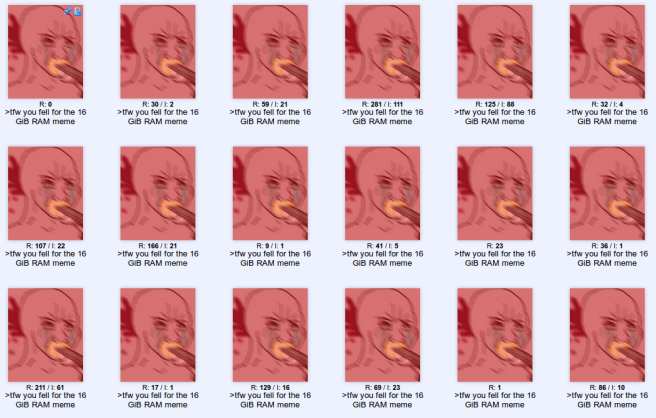 R: 0
>tfw you fell for the 16
GiB RAM meme
R: 30 / I: 2
>tfw you fell for the 16
GiB RAM meme
R: 59 / I: 21
>tfw you fell for the 16
GiB RAM meme
R: 281 / I: 111
>tfw you fell for the 16
GiB RAM meme
R: 125 / I: 88
>tfw you fell for the 16
GiB RAM meme
R: 32 / I: 4
>tfw you fell for the 16
GiB RAM meme
R: 107 / I: 22
>tfw you fell for the 16
GiB RAM meme
R: 166 / I: 21
>tfw you fell for the 16
GiB RAM meme
R: 9 / I: 1
>tfw you fell for the 16
GiB RAM meme
R: 41 / I: 5
>tfw you fell for the 16
GiB RAM meme
R: 23
>tfw you fell for the 16
GiB RAM meme
R: 36 / I: 1
>tfw you fell for the 16
GiB RAM meme
R: 211 / I: 61
>tfw you fell for the 16
GiB RAM meme
R: 17 / I: 1
>tfw you fell for the 16
GiB RAM meme
R: 129 / I: 16
>tfw you fell for the 16
GiB RAM meme
R: 69 / I: 23
>tfw you fell for the 16
GiB RAM meme
R: 1
>tfw you fell for the 16
GiB RAM meme
R: 86 / I: 10
>tfw you fell for the 16
GiB RAM meme